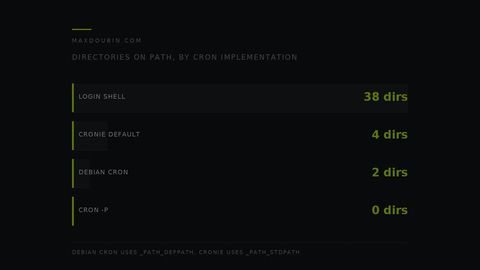 MAXDOURIN.COM
DIRECTORIES ON PATH, BY CRON IMPLEMENTATION
LOGIN SHELL 38 dirs
CRONIE DEFAULT 4 dirs
DEBIAN CRON 2 dirs
CRON -P 0 dirs
DEBIAN CRON USES _PATH_DEFPATH, CRONIE USES _PATH_STDPATH